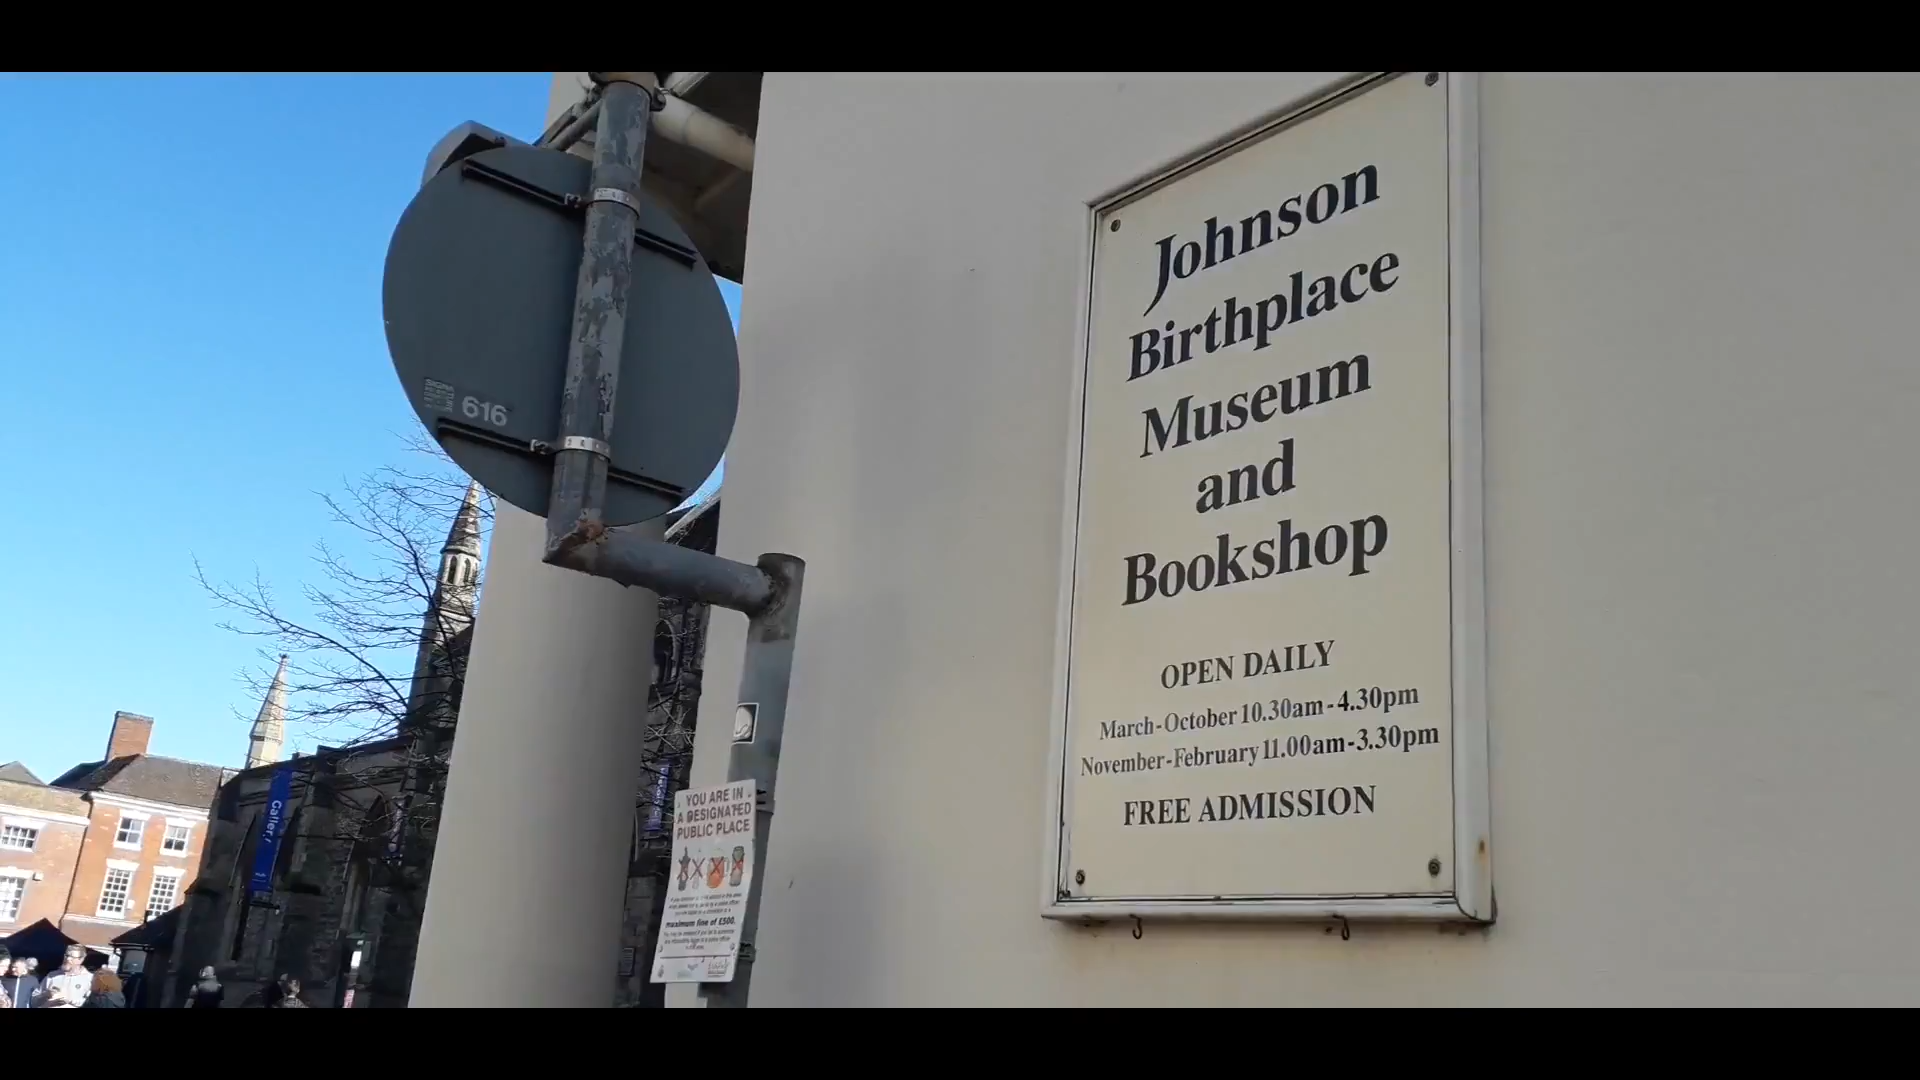 616
Gallery
YOU ARE IN
A DESIGNATED
PUBLIC PLACE
maximum fine of £500.
Johnson
Birthplace
Museum
and
Bookshop
OPEN DAILY
March-October 10.30am-4.30pm
November-February 11.00am-3.30pm
FREE ADMISSION